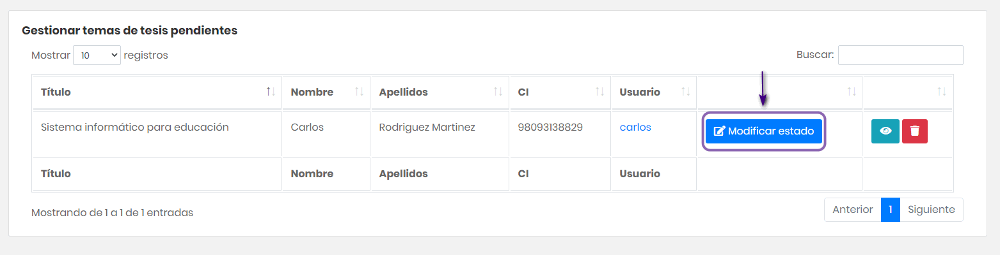 Gestionar temas de tesis pendientes
Mostrar 10 registros
Buscar:
Título Nombre Apellidos CI Usuario
Sistema informático para educación Carlos Rodriguez Martinez 98093138829 carlos Modificar estado
Título Nombre Apellidos CI Usuario
Mostrando de 1 a 1 de 1 entradas
Anterior 1 Siguiente